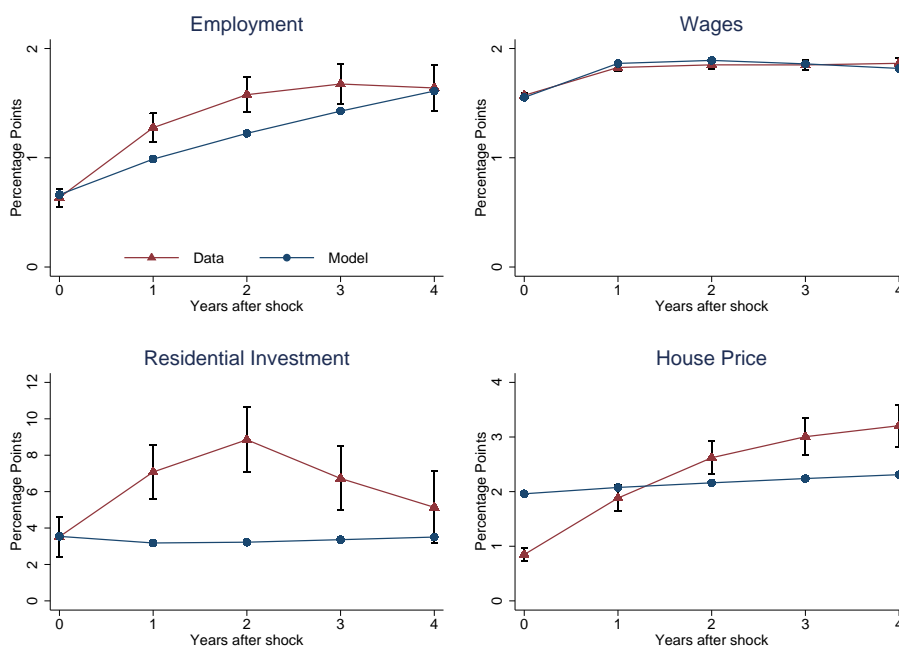 Employment
Percentage Points
2
1
0
Data
Model
0 1 2 3 4
Years after shock
Wages
Percentage Points
2
1
0
0 1 2 3 4
Years after shock
Residential Investment
Percentage Points
12
10
8
6
4
2
0
0 1 2 3 4
Years after shock
House Price
Percentage Points
4
3
2
1
0
0 1 2 3 4
Years after shock